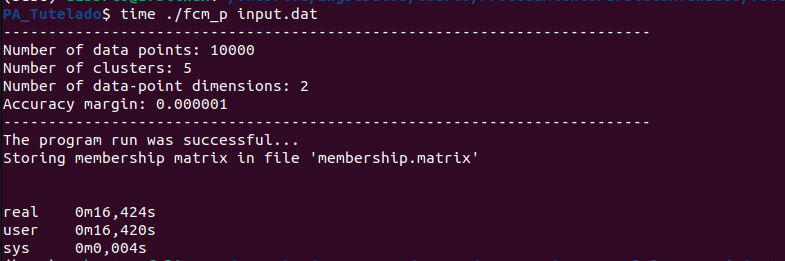 PA_Tutelado$ time ./fcm_p input.dat
------------------------------------------------------------------------
Number of data points: 10000
Number of clusters: 5
Number of data-point dimensions: 2
Accuracy margin: 0.000001
------------------------------------------------------------------------
The program run was successful...
Storing membership matrix in file 'membership.matrix'
real 0m16,424s
user 0m16,420s
sys 0m0,004s